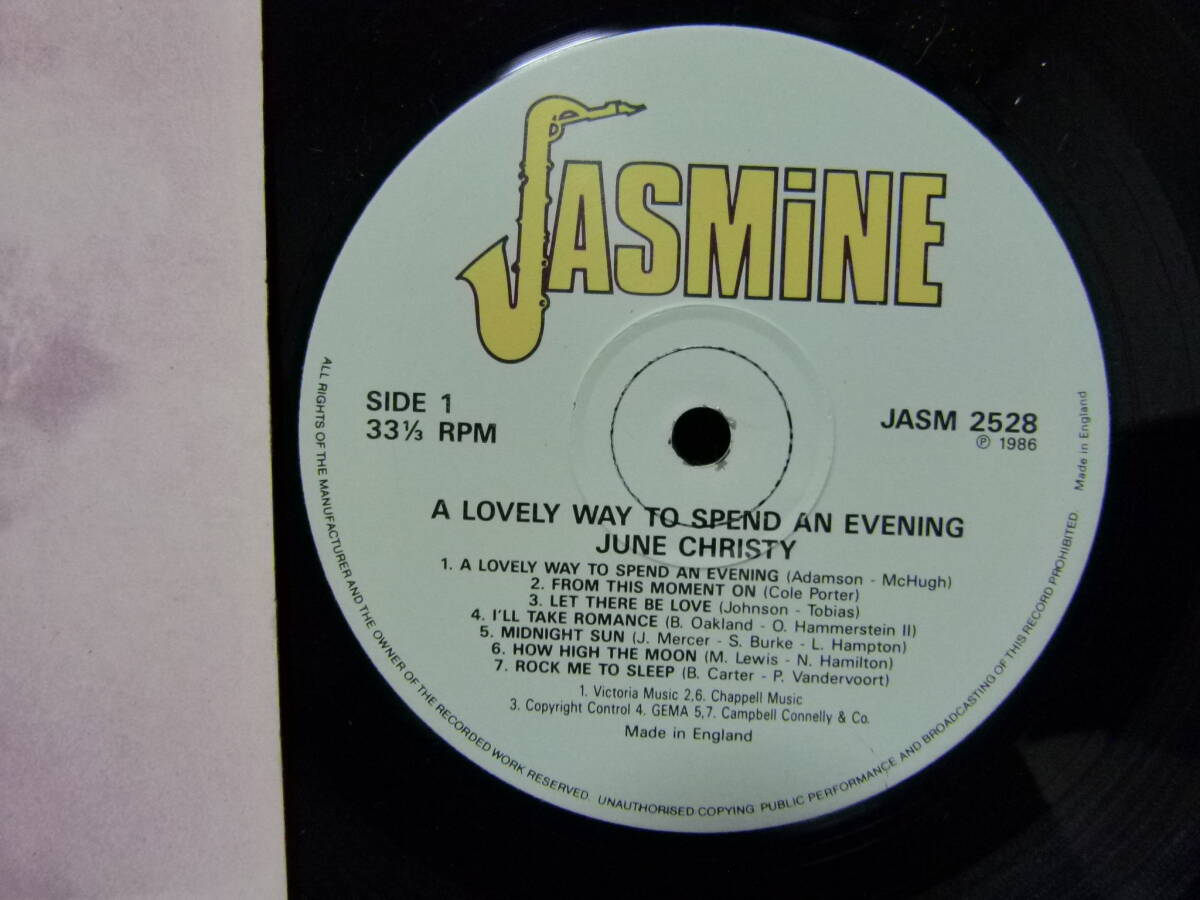 JASMiNE
SIDE 1
33⅓ RPM
JASM 2528
℗ 1986
A LOVELY WAY TO SPEND AN EVENING
JUNE CHRISTY
1. A LOVELY WAY TO SPEND AN EVENING (Adamson - McHugh)
2. FROM THIS MOMENT ON (Cole Porter)
3. LET THERE BE LOVE (Johnson - Tobias)
4. I'LL TAKE ROMANCE (B. Oakland - O. Hammerstein II)
5. MIDNIGHT SUN (J. Mercer - S. Burke - L. Hampton)
6. HOW HIGH THE MOON (M. Lewis - N. Hamilton)
7. ROCK ME TO SLEEP (B. Carter - P. Vandervoort)
1. Victoria Music 2,6. Chappell Music
3. Copyright Control 4. GEMA 5,7. Campbell Connelly & Co.
Made in England
ALL RIGHTS OF THE MANUFACTURER AND THE OWNER OF THE RECORDED WORK RESERVED. UNAUTHORISED COPYING PUBLIC PERFORMANCE AND BROADCASTING OF THIS RECORD PROHIBITED. Made in England